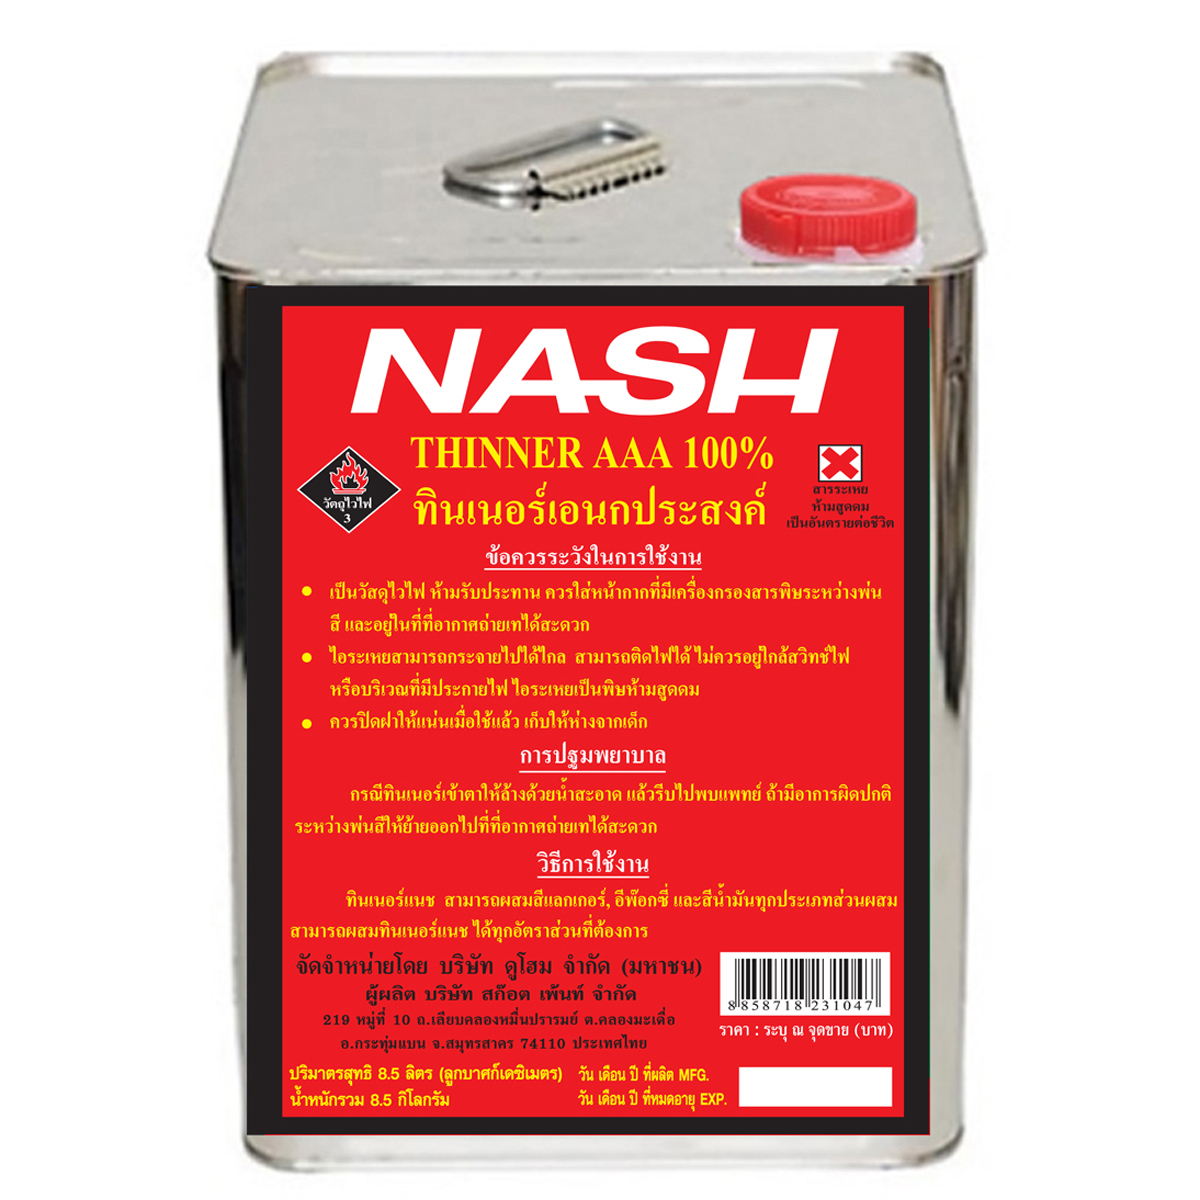 NASH
THINNER AAA 100%
ทินเนอร์เอนกประสงค์
วัตถุไวไฟ
3
สารระเหย
ห้ามสูดดม
เป็นอันตรายต่อชีวิต
ข้อควรระวังในการใช้งาน
• เป็นวัสดุไวไฟ ห้ามรับประทาน ควรใส่หน้ากากที่มีเครื่องกรองสารพิษระหว่างพ่น
สี และอยู่ในที่ที่อากาศถ่ายเทได้สะดวก
• ไอระเหยสามารถกระจายไปได้ไกล สามารถติดไฟได้ ไม่ควรอยู่ใกล้สวิทช์ไฟ
หรือบริเวณที่มีประกายไฟ ไอระเหยเป็นพิษห้ามสูดดม
• ควรปิดฝาให้แน่นเมื่อใช้แล้ว เก็บให้ห่างจากเด็ก
การปฐมพยาบาล
กรณีทินเนอร์เข้าตาให้ล้างด้วยน้ำสะอาด แล้วรีบไปพบแพทย์ ถ้ามีอาการผิดปกติ
ระหว่างพ่นสีให้ย้ายออกไปที่ที่อากาศถ่ายเทได้สะดวก
วิธีการใช้งาน
ทินเนอร์แนช สามารถผสมสีแลกเกอร์, อีพ๊อกซี่ และสีน้ำมันทุกประเภทส่วนผสม
สามารถผสมทินเนอร์แนช ได้ทุกอัตราส่วนที่ต้องการ
จัดจำหน่ายโดย บริษัท ดูโฮม จำกัด (มหาชน)
ผู้ผลิต บริษัท สก๊อต เพ้นท์ จำกัด
219 หมู่ที่ 10 ถ.เลียบคลองหมื่นปรารมย์ ต.คลองมะเดื่อ
อ.กระทุ่มแบน จ.สมุทรสาคร 74110 ประเทศไทย
8 858718 231047
ราคา : ระบุ ณ จุดขาย (บาท)
ปริมาตรสุทธิ 8.5 ลิตร (ลูกบาศก์เดซิเมตร)
น้ำหนักรวม 8.5 กิโลกรัม
วัน เดือน ปี ที่ผลิต MFG.
วัน เดือน ปี ที่หมดอายุ EXP.